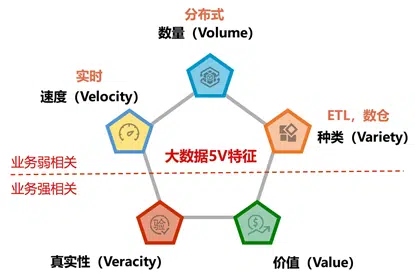 分布式
数量（Volume）
实时
速度（Velocity）
ETL，数仓
种类（Variety）
大数据5V特征
业务弱相关
业务强相关
真实性（Veracity）
价值（Value）